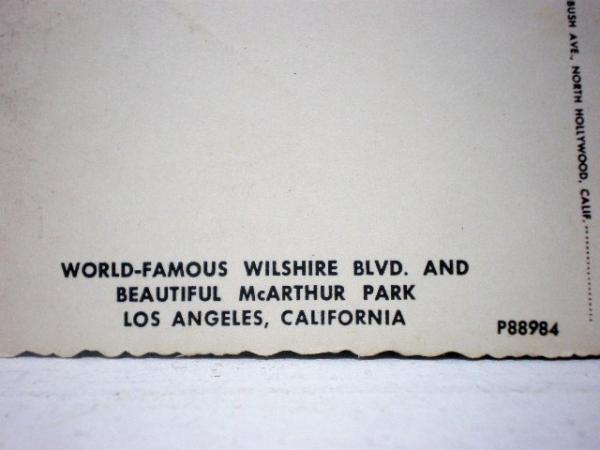 WORLD-FAMOUS WILSHIRE BLVD. AND
BEAUTIFUL McARTHUR PARK
LOS ANGELES, CALIFORNIA
P88984
BUSH AVE., NORTH HOLLYWOOD, CALIF.